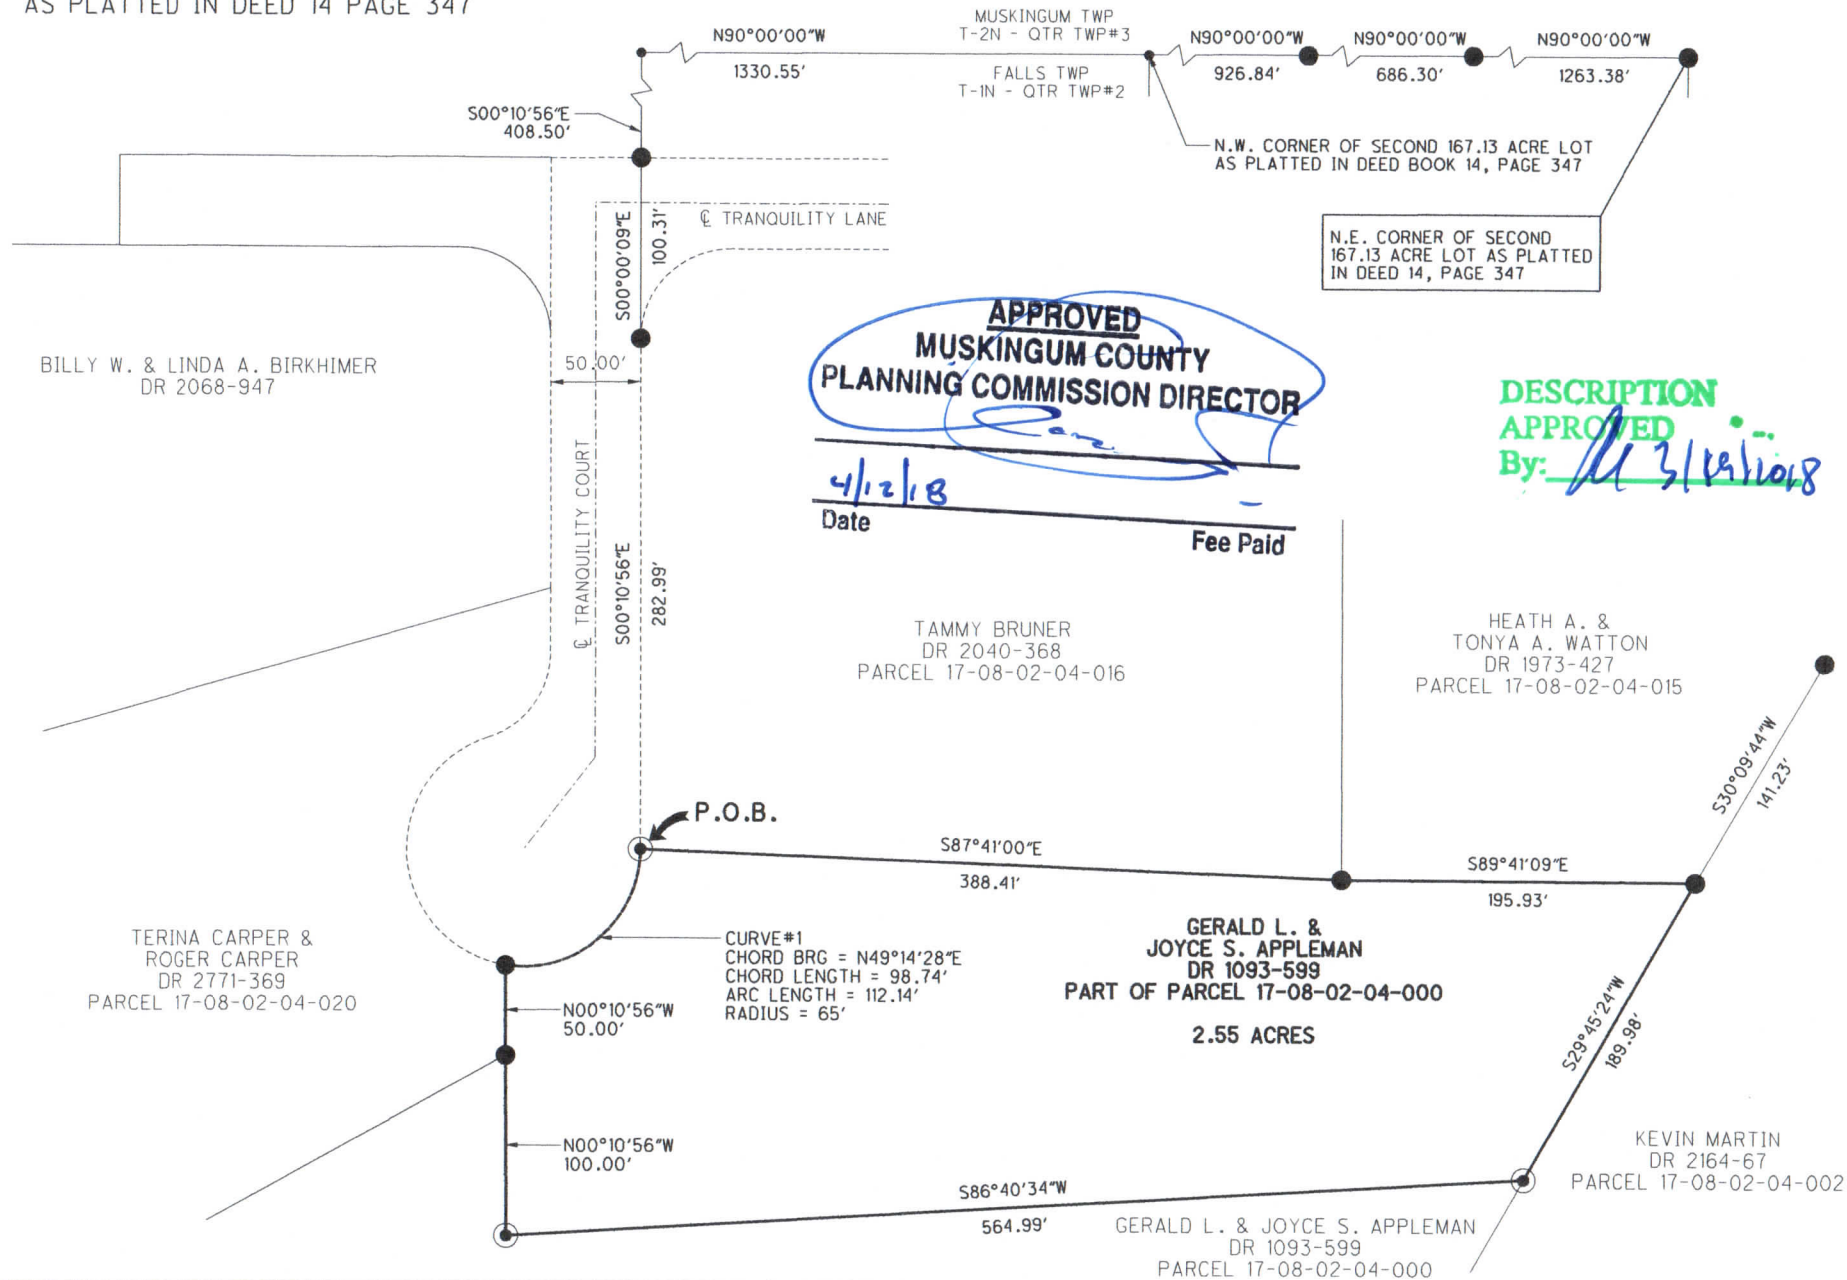 AS PLATTED IN DEED 14 PAGE 347
MUSKINGUM TWP
T-2N - QTR TWP#3
N90°00'00"W
1330.55'
FALLS TWP
T-1N - QTR TWP#2
N90°00'00"W
926.84'
N90°00'00"W
686.30'
N90°00'00"W
1263.38'
S00°10'56"E
408.50'
N.W. CORNER OF SECOND 167.13 ACRE LOT
AS PLATTED IN DEED BOOK 14, PAGE 347
N.E. CORNER OF SECOND
167.13 ACRE LOT AS PLATTED
IN DEED 14, PAGE 347
S00°00'09"E
100.31'
℄ TRANQUILITY LANE
BILLY W. & LINDA A. BIRKHIMER
DR 2068-947
50.00'
APPROVED
MUSKINGUM COUNTY
PLANNING COMMISSION DIRECTOR
4/12/18
Date
Fee Paid
DESCRIPTION
APPROVED
By: 3/19/2018
℄ TRANQUILITY COURT
S00°10'56"E
282.99'
TAMMY BRUNER
DR 2040-368
PARCEL 17-08-02-04-016
HEATH A. &
TONYA A. WATTON
DR 1973-427
PARCEL 17-08-02-04-015
S30°09'44"W
141.23'
P.O.B.
S87°41'00"E
388.41'
S89°41'09"E
195.93'
TERINA CARPER &
ROGER CARPER
DR 2771-369
PARCEL 17-08-02-04-020
CURVE#1
CHORD BRG = N49°14'28"E
CHORD LENGTH = 98.74'
ARC LENGTH = 112.14'
RADIUS = 65'
GERALD L. &
JOYCE S. APPLEMAN
DR 1093-599
PART OF PARCEL 17-08-02-04-000
2.55 ACRES
N00°10'56"W
50.00'
S29°45'24"W
189.98'
N00°10'56"W
100.00'
KEVIN MARTIN
DR 2164-67
PARCEL 17-08-02-04-002
S86°40'34"W
564.99'
GERALD L. & JOYCE S. APPLEMAN
DR 1093-599
PARCEL 17-08-02-04-000